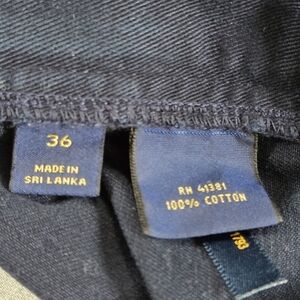 36
MADE IN
SRI LANKA
RN 41381
100% COTTON